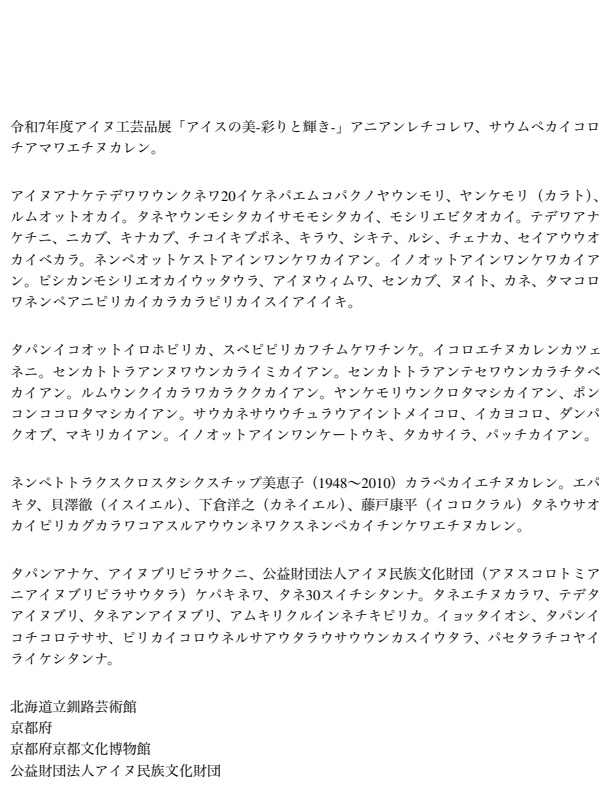 令和7年度アイヌ工芸品展「アイヌの美-彩りと輝き-」アニアンレチコレワ、サウムペカイコロ
チアマワエチヌカレン。
アイヌアナケテデワワウンクネワ20イケネパエムコパクノヤウンモリ、ヤンケモリ（カラト）、
ルムオットオカイ。タネヤウンモシタカイサモモシタカイ、モシリエピタオカイ。テデワアナ
ケチニ、ニカブ、キナカブ、チコイキブポネ、キラウ、シキテ、ルシ、チェナカ、セイアウウオ
カイベカラ。ネンペオットケストアインワンケワカイアン。イノオットアインワンケワカイア
ン。ピシカンモシリエオカイウッタウラ、アイヌウィムワ、センカブ、ヌイト、カネ、タマコロ
ワネンペアニピリカイカラカラピリカイスイアイイキ。
タパンイコオットイロホピリカ、スベピピリカフチムケワチンケ。イコロエチヌカレンカツェ
ネニ。センカトトラアンヌワウンカライミカイアン。センカトトラアンテセワウンカラチタベ
カイアン。ルムウンクイカラワカラククカイアン。ヤンケモリウンクロタマシカイアン、ポン
コンココロタマシカイアン。サウカネサウウチュラウアイントメイコロ、イカヨコロ、ダンパ
クオブ、マキリカイアン。イノオットアインワンケートウキ、タカサイラ、パッチカイアン。
ネンペトトラクスクロスタシクスチップ美恵子（1948～2010）カラペカイエチヌカレン。エパ
キタ、貝澤徹（イスイエル）、下倉洋之（カネイエル）、藤戸康平（イコロクラル）タネウサオ
カイピリカグカラワコアスルアウウンネワクスネンペカイチンケワエチヌカレン。
タパンアナケ、アイヌブリピラサクニ、公益財団法人アイヌ民族文化財団（アヌスコロトミア
ニアイヌブリピラサウタラ）ケパキネワ、タネ30スイチシタンナ。タネエチヌカラワ、テデタ
アイヌブリ、タネアンアイヌブリ、アムキリクルインネチキピリカ。イヨッタイオシ、タパンイ
コチコロテササ、ピリカイコロウネルサアウタラウサウウンカスイウタラ、パセタラチコヤイ
ライケシタンナ。
北海道立釧路芸術館
京都府
京都府京都文化博物館
公益財団法人アイヌ民族文化財団